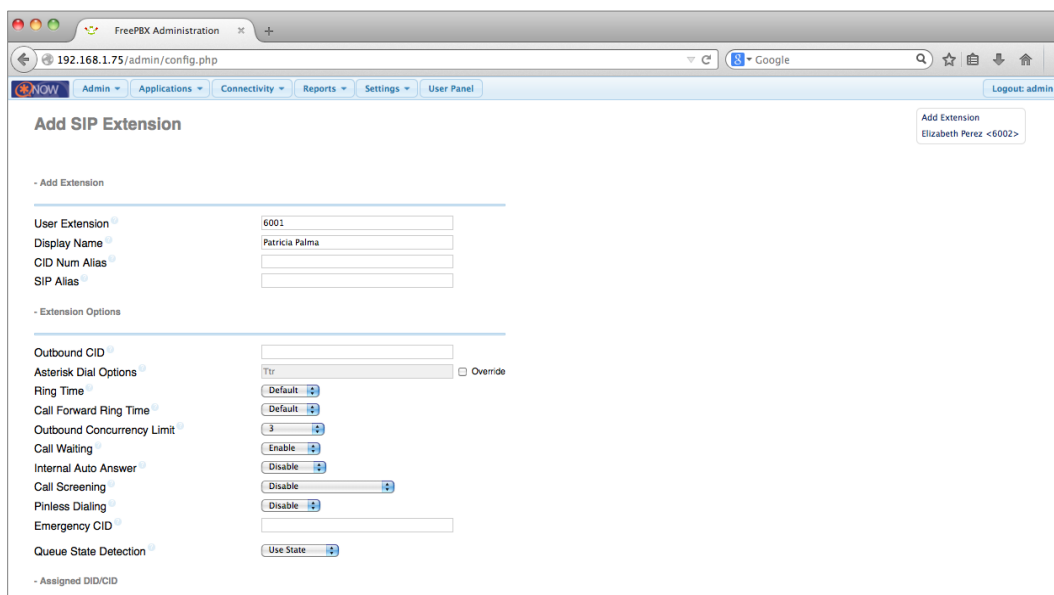 FreePBX Administration
192.168.1.75/admin/config.php
Google
NOW Admin Applications Connectivity Reports Settings User Panel Logout: admin
Add SIP Extension
Add Extension
Elizabeth Perez <6002>
- Add Extension
User Extension 6001
Display Name Patricia Palma
CID Num Alias
SIP Alias
- Extension Options
Outbound CID
Asterisk Dial Options Ttr Override
Ring Time Default
Call Forward Ring Time Default
Outbound Concurrency Limit 3
Call Waiting Enable
Internal Auto Answer Disable
Call Screening Disable
Pinless Dialing Disable
Emergency CID
Queue State Detection Use State
- Assigned DID/CID